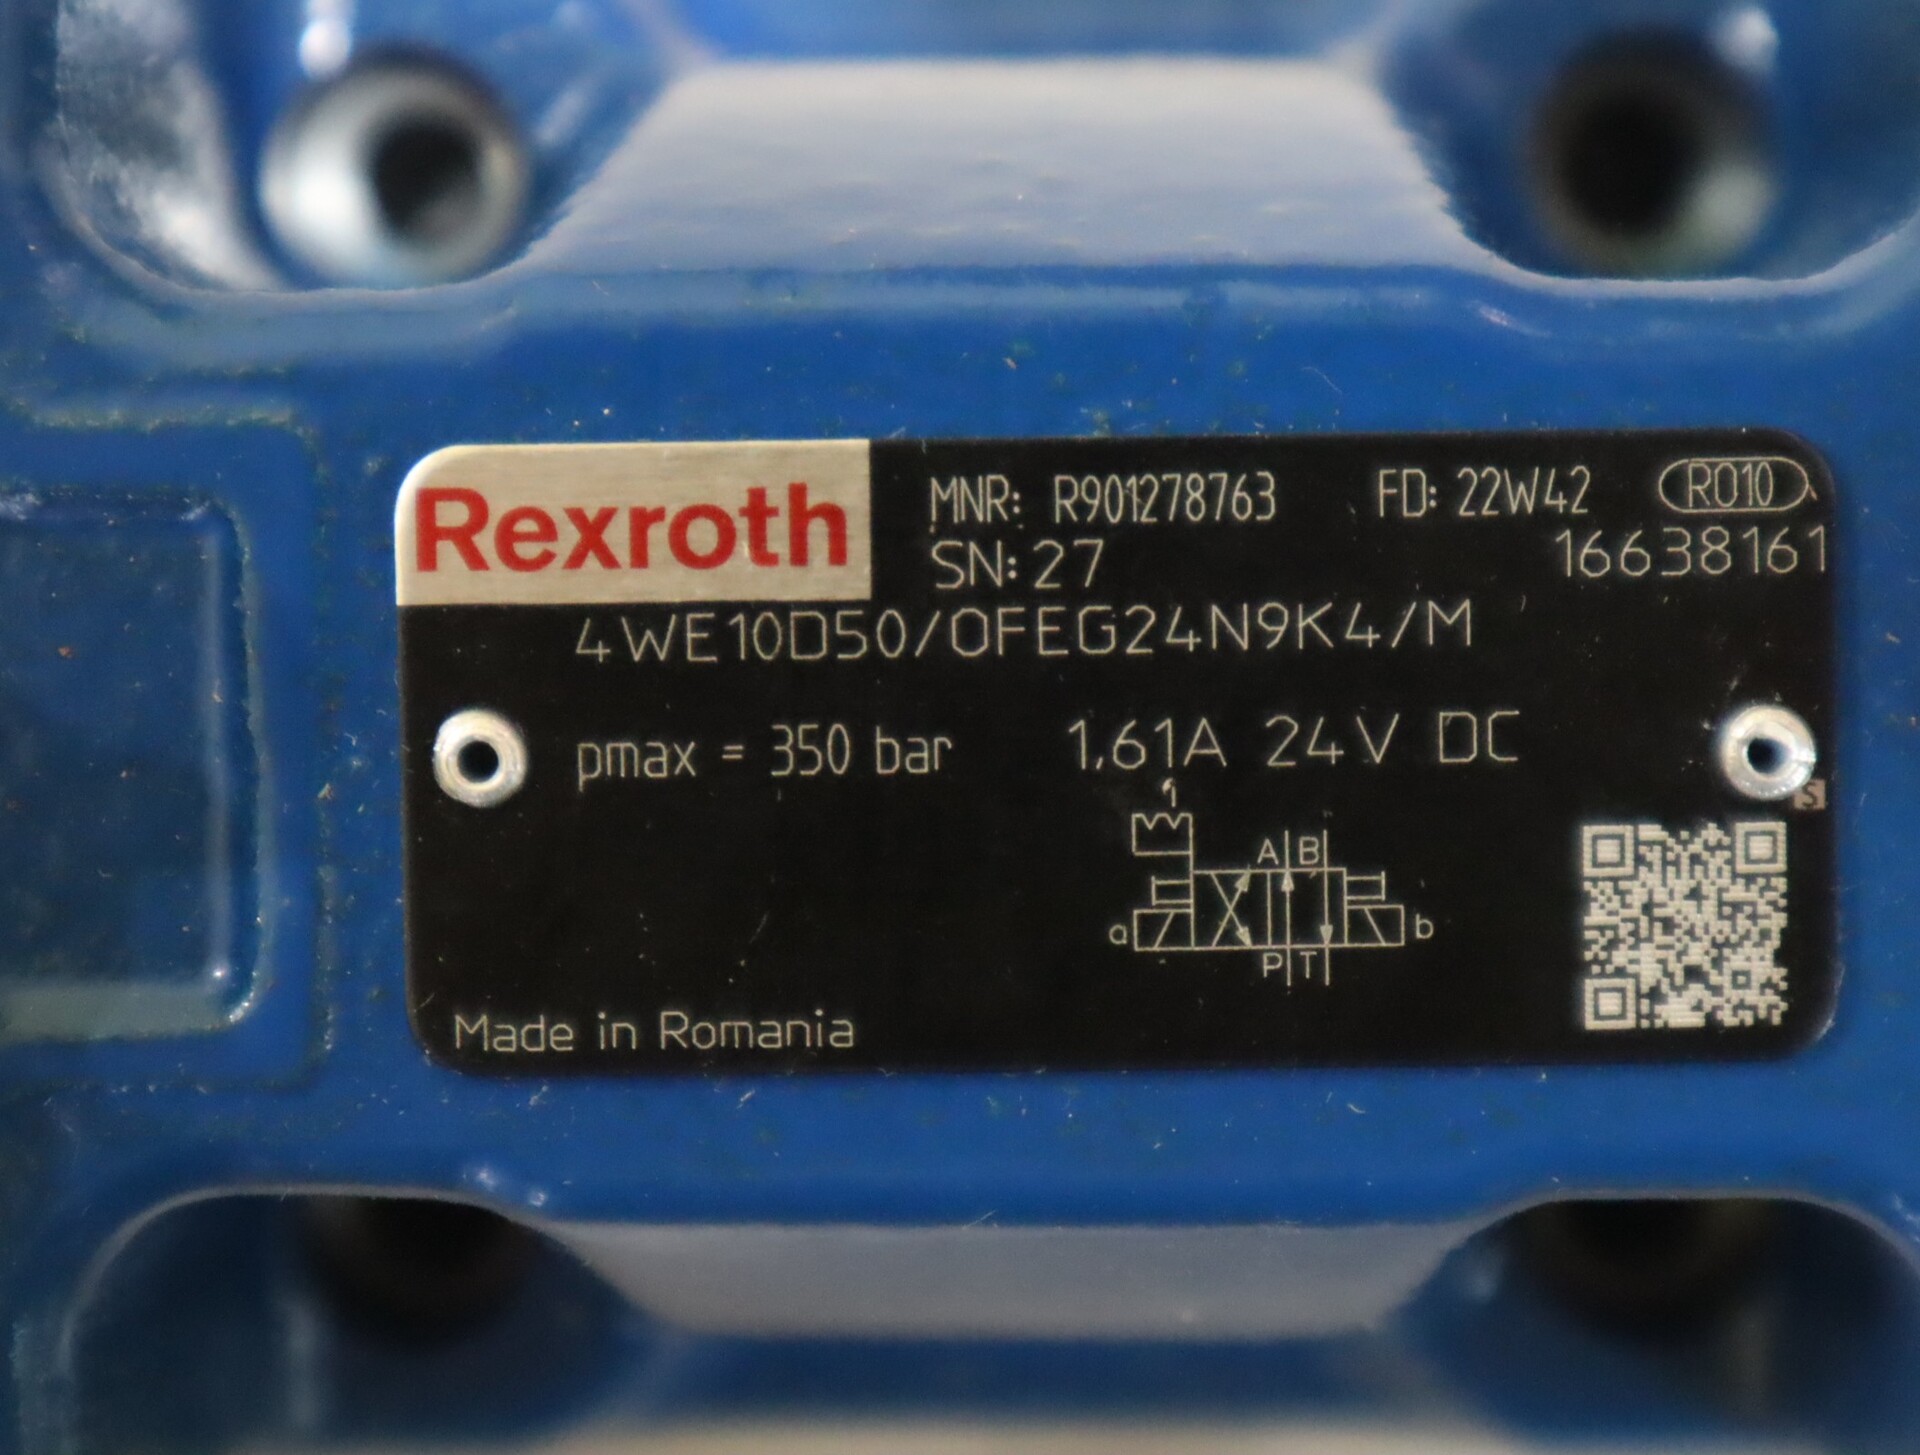 Rexroth
MNR: R901278763 FD: 22W42 RO10
SN: 27 16638161
4WE10D50/OFEG24N9K4/M
pmax = 350 bar 1,61A 24V DC
S
A B
a b
P T
Made in Romania